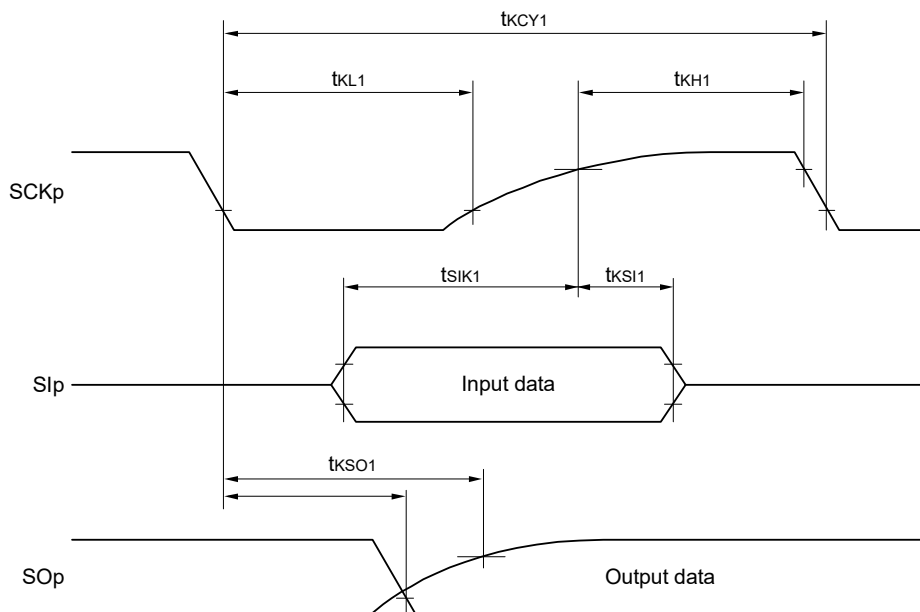 tKCY1
tKL1
tKH1
SCKp
tSIK1
tKSI1
SIp
Input data
tKSO1
SOp
Output data